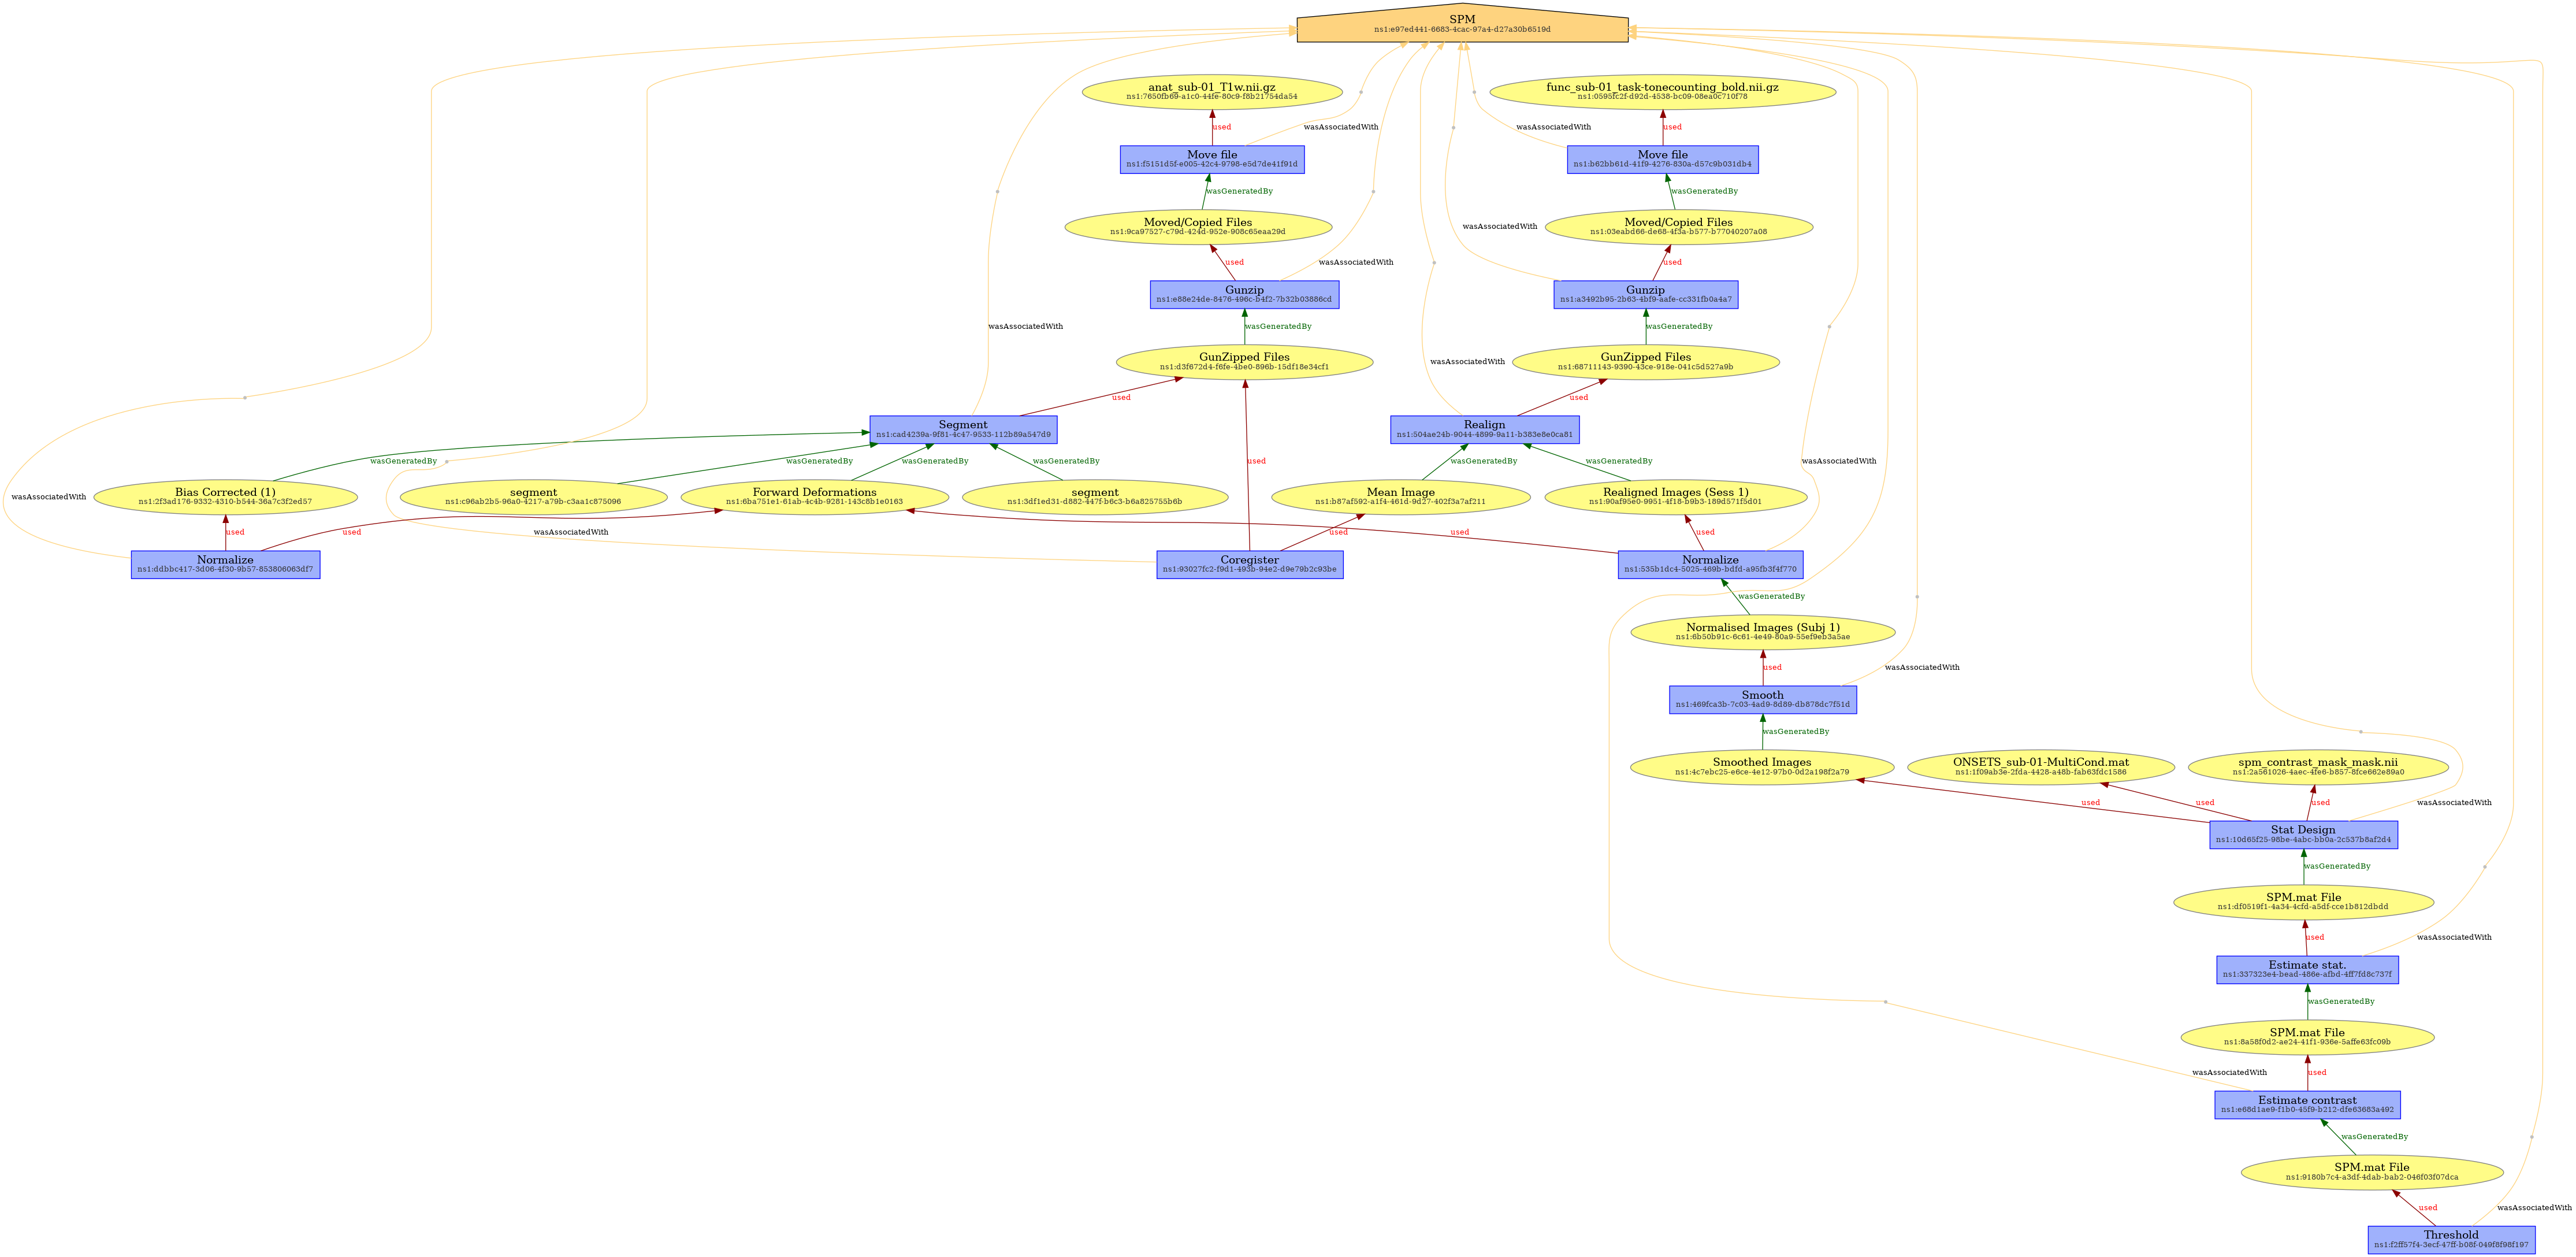 SPM
ns1:e97ed441-6683-4cac-97a4-d27a30b6519d
anat_sub-01_T1w.nii.gz
ns1:7650fb69-a1c0-44fe-80c9-f8b21754da54
func_sub-01_task-tonecounting_bold.nii.gz
ns1:0595fc2f-d92d-4538-bc09-08ea0c710f78
used
wasAssociatedWith
wasAssociatedWith
used
Move file
ns1:f5151d5f-e005-42c4-9798-e5d7de41f91d
Move file
ns1:b62bb61d-41f9-4276-830a-d57c9b031db4
wasGeneratedBy
wasGeneratedBy
Moved/Copied Files
ns1:9ca97527-c79d-424d-952e-908c65eaa29d
Moved/Copied Files
ns1:03eabd66-de68-4f3a-b577-b77040207a08
wasAssociatedWith
used
wasAssociatedWith
used
Gunzip
ns1:e88e24de-8476-496c-b4f2-7b32b03886cd
Gunzip
ns1:a3492b95-2b63-4bf9-aafe-cc331fb0a4a7
wasAssociatedWith
wasGeneratedBy
wasGeneratedBy
GunZipped Files
ns1:d3f672d4-f6fe-4be0-896b-15df18e34cf1
GunZipped Files
ns1:68711143-9390-43ce-918e-041c5d527a9b
wasAssociatedWith
used
used
Segment
ns1:cad4239a-9f81-4c47-9533-112b89a547d9
Realign
ns1:504ae24b-9044-4899-9a11-b383e8e0ca81
wasGeneratedBy
wasGeneratedBy
wasGeneratedBy
wasGeneratedBy
used
wasGeneratedBy
wasGeneratedBy
wasAssociatedWith
wasAssociatedWith
Bias Corrected (1)
ns1:2f3ad176-9332-4310-b544-36a7c3f2ed57
segment
ns1:c96ab2b5-96a0-4217-a79b-c3aa1c875096
Forward Deformations
ns1:6ba751e1-61ab-4c4b-9281-143c8b1e0163
segment
ns1:3df1ed31-d882-447f-b6c3-b6a825755b6b
Mean Image
ns1:b87af592-a1f4-461d-9d27-402f3a7af211
Realigned Images (Sess 1)
ns1:90af95e0-9951-4f18-b9b3-189d571f5d01
used
used
wasAssociatedWith
used
used
used
Normalize
ns1:ddbbc417-3d06-4f30-9b57-853806063df7
Coregister
ns1:93027fc2-f9d1-493b-94e2-d9e79b2c93be
Normalize
ns1:535b1dc4-5025-469b-bdfd-a95fb3f4f770
wasGeneratedBy
Normalised Images (Subj 1)
ns1:6b50b91c-6c61-4e49-80a9-55ef9eb3a5ae
used
wasAssociatedWith
Smooth
ns1:469fca3b-7c03-4ad9-8d89-db878dc7f51d
wasGeneratedBy
Smoothed Images
ns1:4c7ebc25-e6ce-4e12-97b0-0d2a198f2a79
ONSETS_sub-01-MultiCond.mat
ns1:1f09ab3e-2fda-4428-a48b-fab63fdc1586
spm_contrast_mask_mask.nii
ns1:2a561026-4aec-4fe6-b857-8fce662e89a0
used
used
used
wasAssociatedWith
Stat Design
ns1:10d65f25-98be-4abc-bb0a-2c537b8af2d4
wasGeneratedBy
SPM.mat File
ns1:df0519f1-4a34-4cfd-a5df-cce1b812dbdd
used
wasAssociatedWith
Estimate stat.
ns1:337323e4-bead-486e-afbd-4ff7fd8c737f
wasGeneratedBy
SPM.mat File
ns1:8a58f0d2-ae24-41f1-936e-5affe63fc09b
wasAssociatedWith
used
Estimate contrast
ns1:e68d1ae9-f1b0-45f9-b212-dfe63683a492
wasGeneratedBy
SPM.mat File
ns1:9180b7c4-a3df-4dab-bab2-046f03f07dca
used
wasAssociatedWith
Threshold
ns1:f2ff57f4-3ecf-47ff-b08f-049f8f98f197